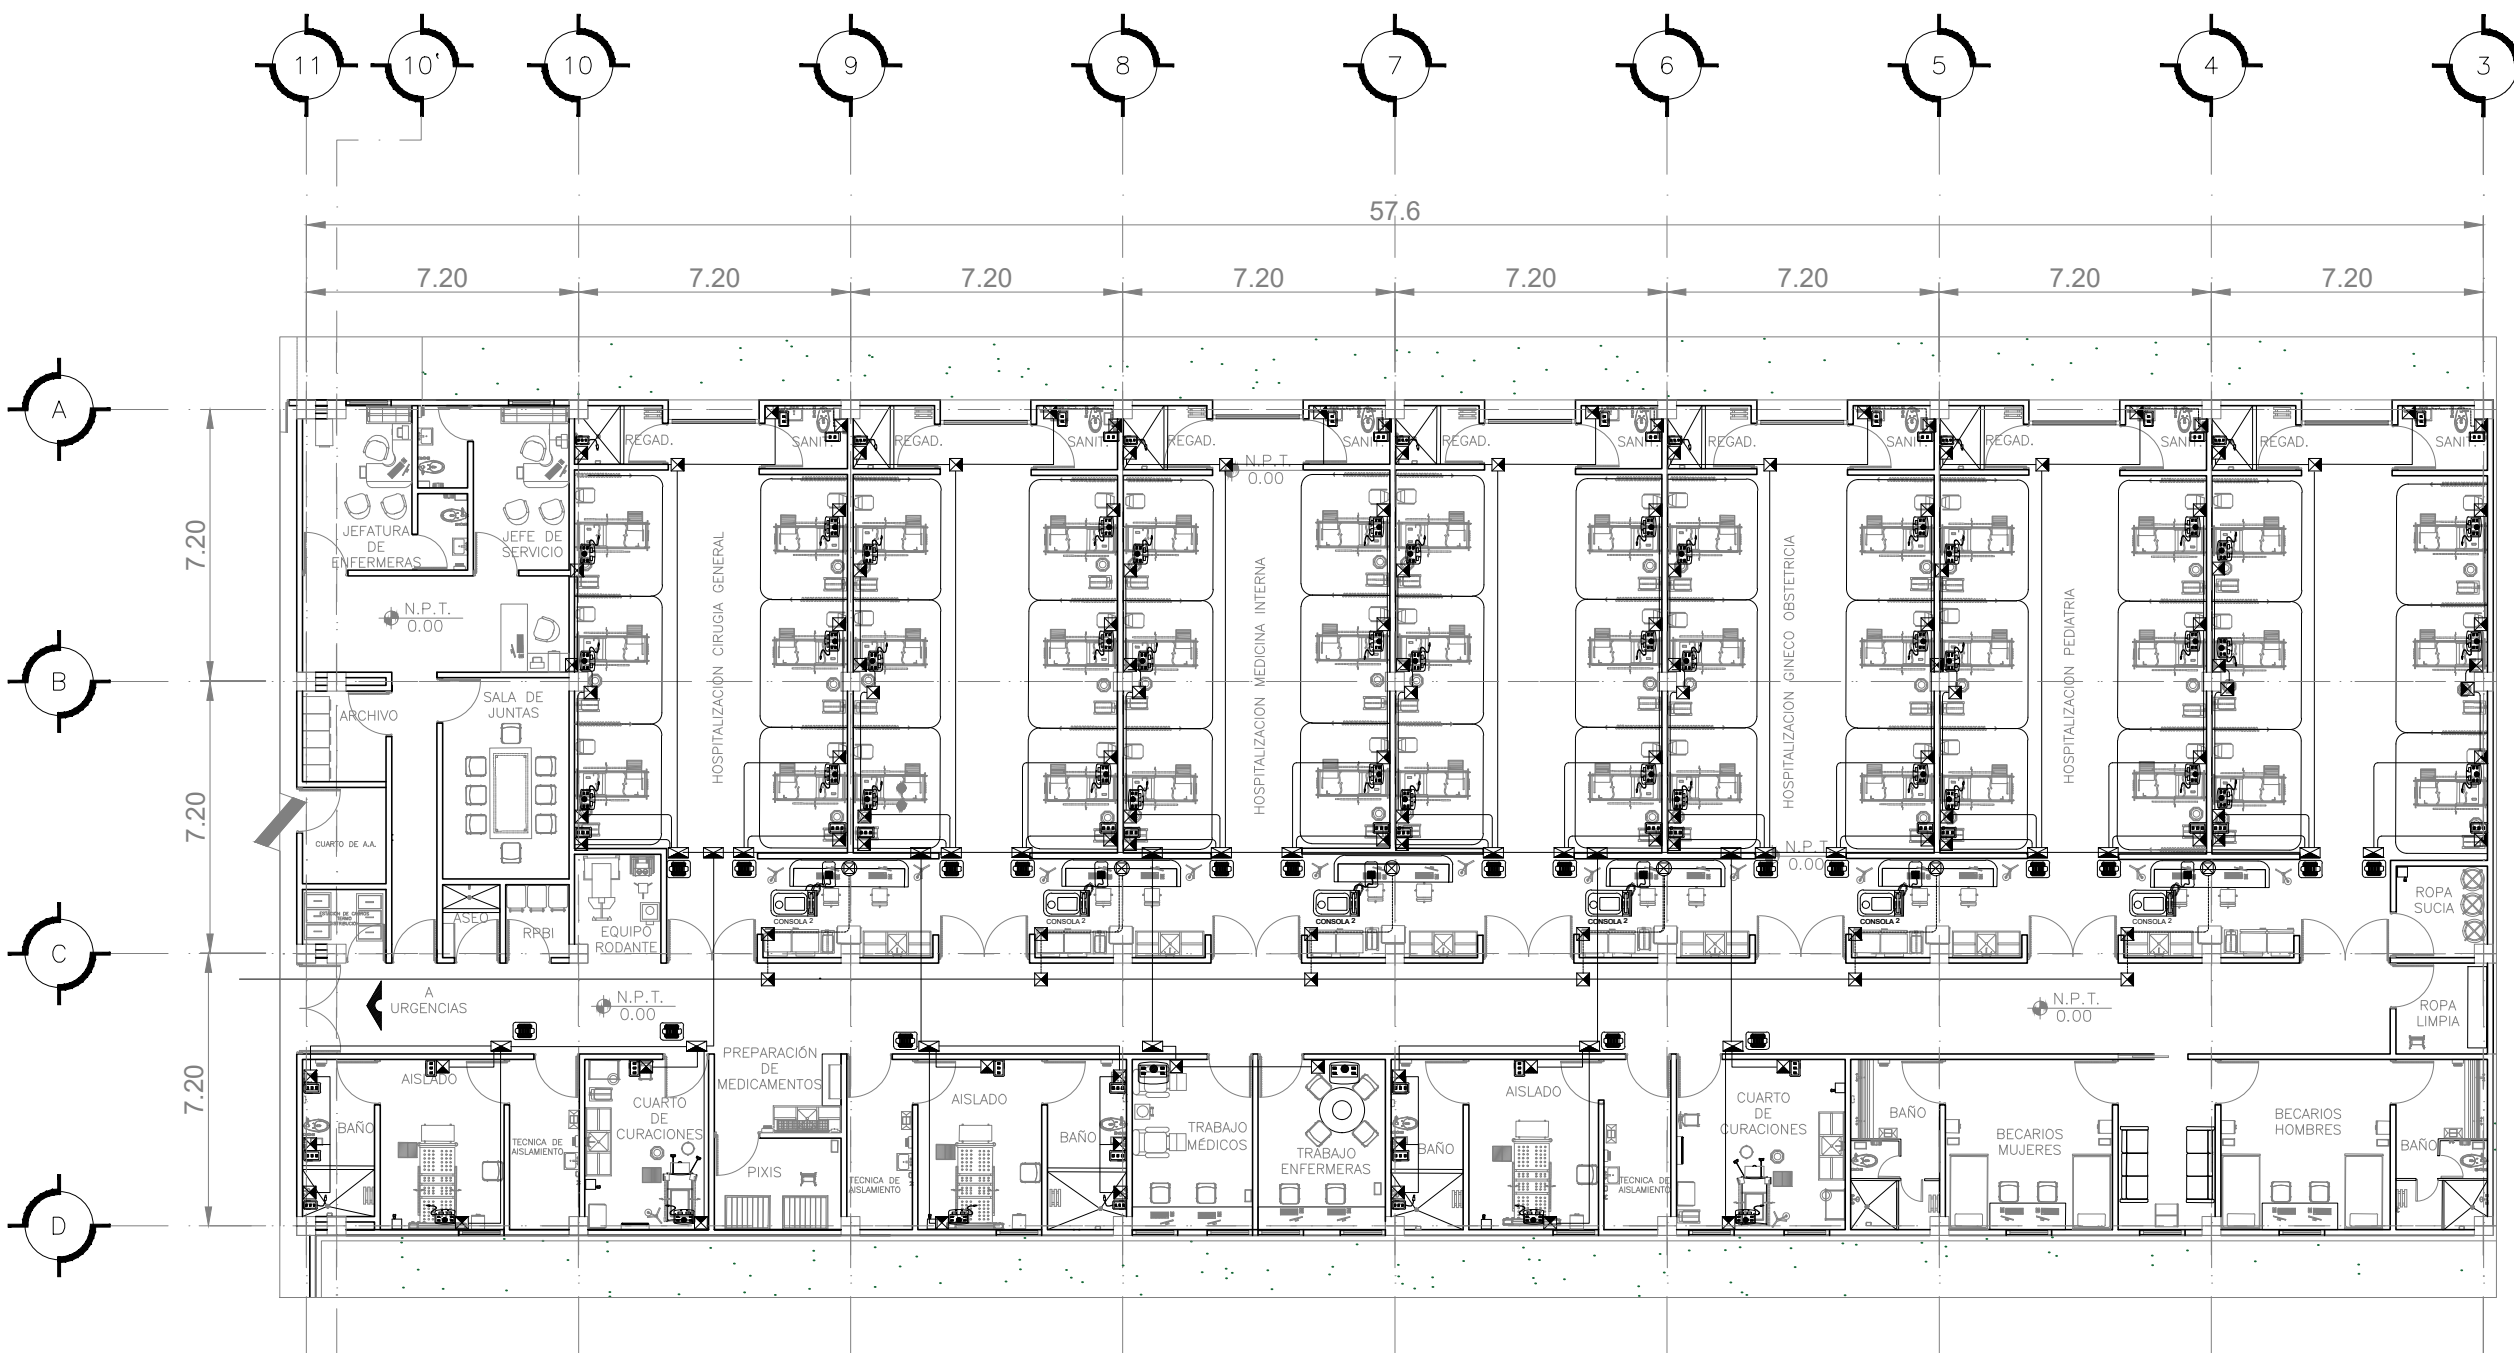 11
10'
10
9
8
7
6
5
4
3
57.6
7.20
7.20
7.20
7.20
7.20
7.20
7.20
7.20
A
B
C
D
7.20
7.20
7.20
REGAD.
SANIT.
REGAD.
SANIT.
REGAD.
SANIT.
REGAD.
SANIT.
REGAD.
SANIT.
REGAD.
SANIT.
REGAD.
SANIT.
N.P.T.
0.00
JEFATURA
DE
ENFERMERAS
JEFE DE
SERVICIO
N.P.T.
0.00
HOSPITALIZACION CIRUGIA GENERAL
HOSPITALIZACION MEDICINA INTERNA
HOSPITALIZACION GINECO OBSTETRICIA
HOSPITALIZACION PEDIATRIA
ARCHIVO
SALA DE
JUNTAS
CUARTO DE A.A.
N.P.T.
0.00
ASEO
RPBI
EQUIPO
RODANTE
CONSOLA 2
CONSOLA 2
CONSOLA 2
CONSOLA 2
CONSOLA 2
CONSOLA 2
ROPA
SUCIA
A
URGENCIAS
N.P.T.
0.00
N.P.T.
0.00
ROPA
LIMPIA
BAÑO
AISLADO
TECNICA DE
AISLAMIENTO
CUARTO
DE
CURACIONES
PREPARACIÓN
DE
MEDICAMENTOS
PIXIS
TECNICA DE
AISLAMIENTO
AISLADO
BAÑO
TRABAJO
MÉDICOS
TRABAJO
ENFERMERAS
BAÑO
AISLADO
TECNICA DE
AISLAMIENTO
CUARTO
DE
CURACIONES
BAÑO
BECARIOS
MUJERES
BECARIOS
HOMBRES
BAÑO